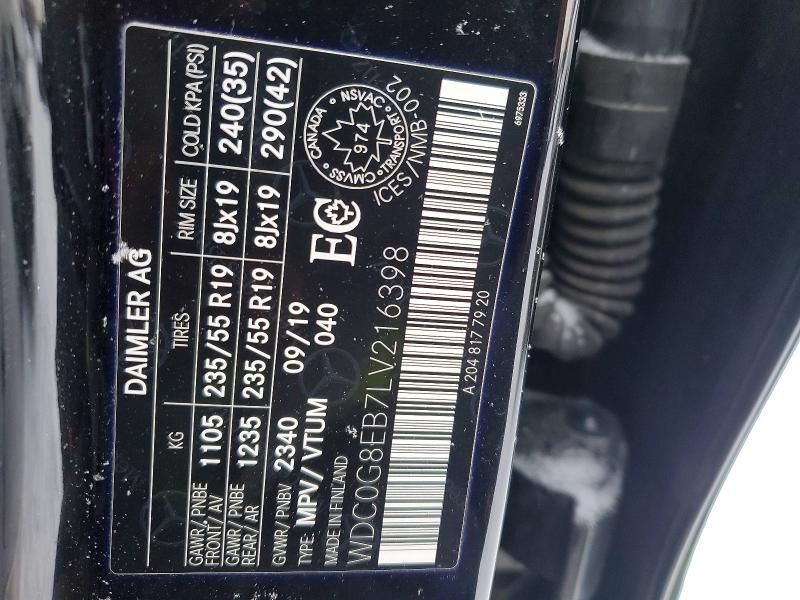 DAIMLER AG
KG TIRES RIM SIZE COLD KPA(PSI)
GAWR/ PNBE
FRONT/ AV 1105 235/55 R19 8Jx19 240(35)
GAWR/ PNBE
REAR/ AR 1235 235/55 R19 8Jx19 290(42)
GVWR/ PNBV 2340 09/19
TYPE: MPV/ VTUM 040
MADE IN FINLAND
EC
CANADA NSVAC TRANSPORT CMVSS
974
ICES/NMB-002
WDC0G8EB7LV216398
A 204 817 79 20
6975333